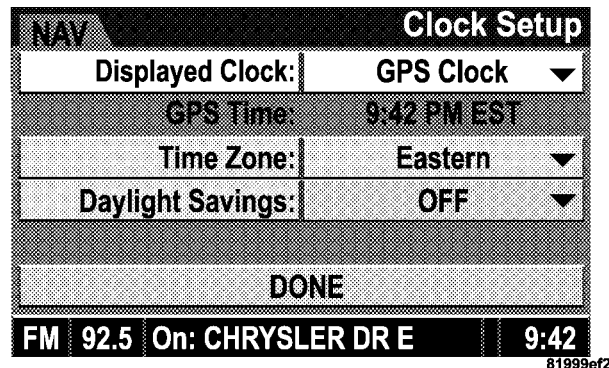 NAV Clock Setup
Displayed Clock: GPS Clock
GPS Time: 9:42 PM EST
Time Zone: Eastern
Daylight Savings: OFF
DONE
FM 92.5 On: CHRYSLER DR E 9:42
81999ef2